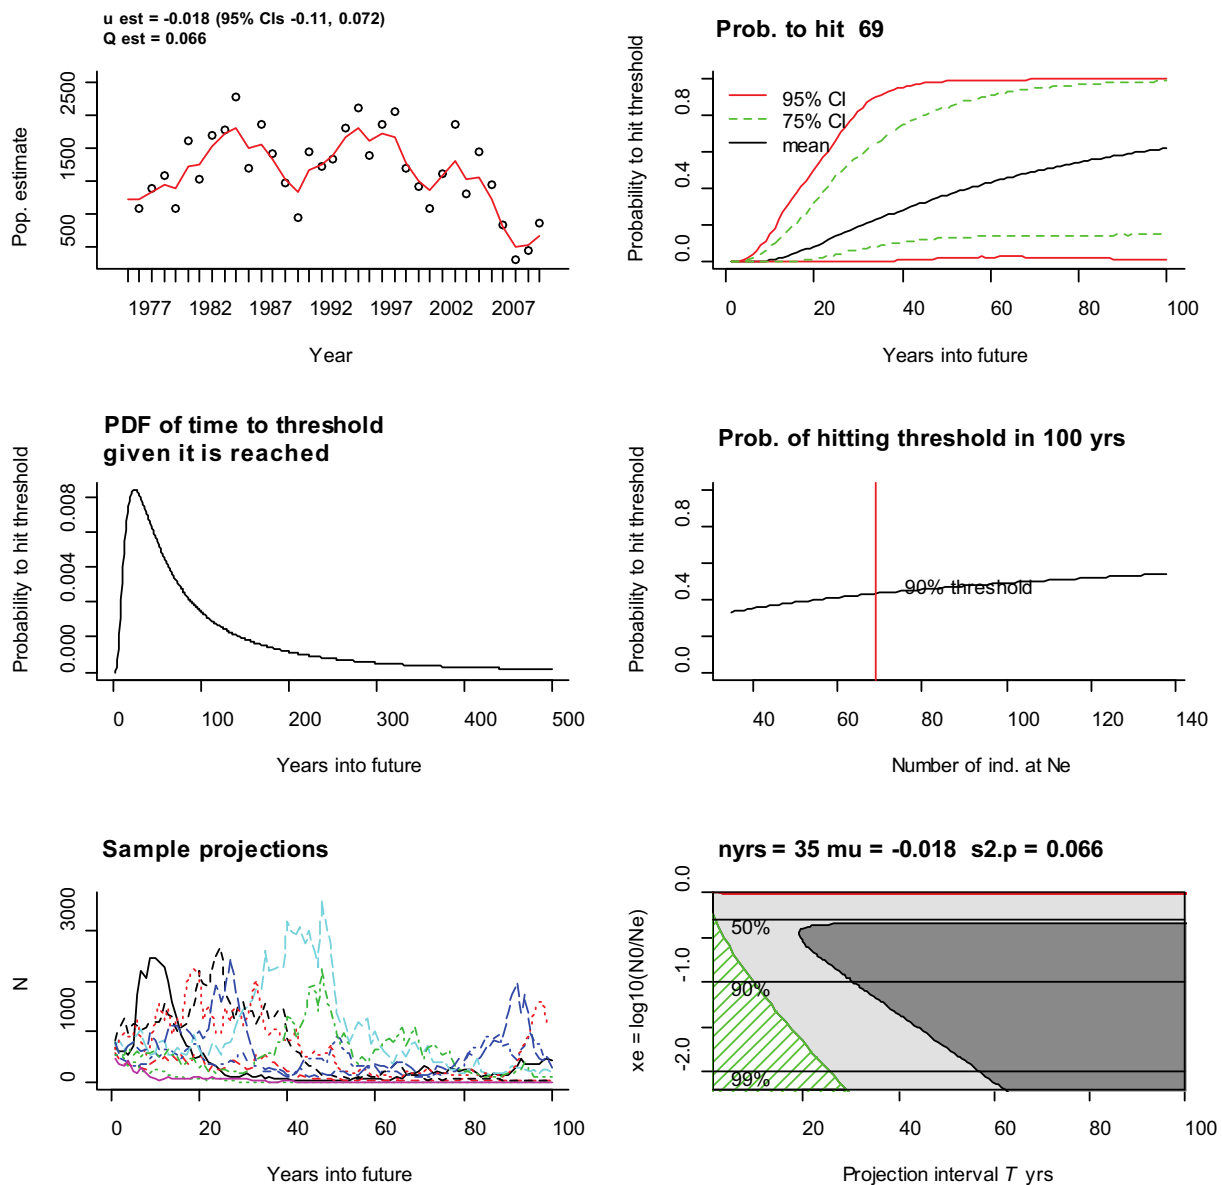 u est = -0.018 (95% CIs -0.11, 0.072)
Q est = 0.066
Pop. estimate
2500
1500
500
1977 1982 1987 1992 1997 2002 2007
Year
Prob. to hit 69
Probability to hit threshold
0.8
0.4
0.0
95% CI
75% CI
mean
0 20 40 60 80 100
Years into future
PDF of time to threshold
given it is reached
Probability to hit threshold
0.008
0.004
0.000
0 100 200 300 400 500
Years into future
Prob. of hitting threshold in 100 yrs
Probability to hit threshold
0.8
0.4
0.0
90% threshold
40 60 80 100 120 140
Number of ind. at Ne
Sample projections
N
3000
1000
0
0 20 40 60 80 100
Years into future
nyrs = 35 mu = -0.018 s2.p = 0.066
xe = log10(N0/Ne)
0.0
-1.0
-2.0
50%
90%
99%
0 20 40 60 80 100
Projection interval T yrs